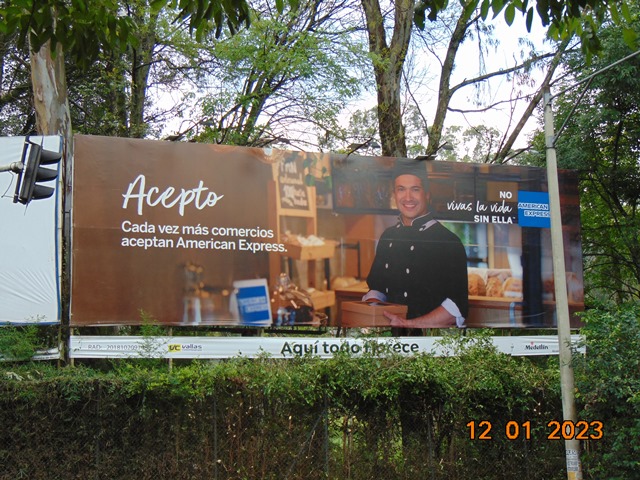 Acepto
Cada vez más comercios
aceptan American Express.
NO
vivas la vida
SIN ELLA
AMERICAN
EXPRESS
vallas
Aquí todo florece
Medellín
12 01 2023